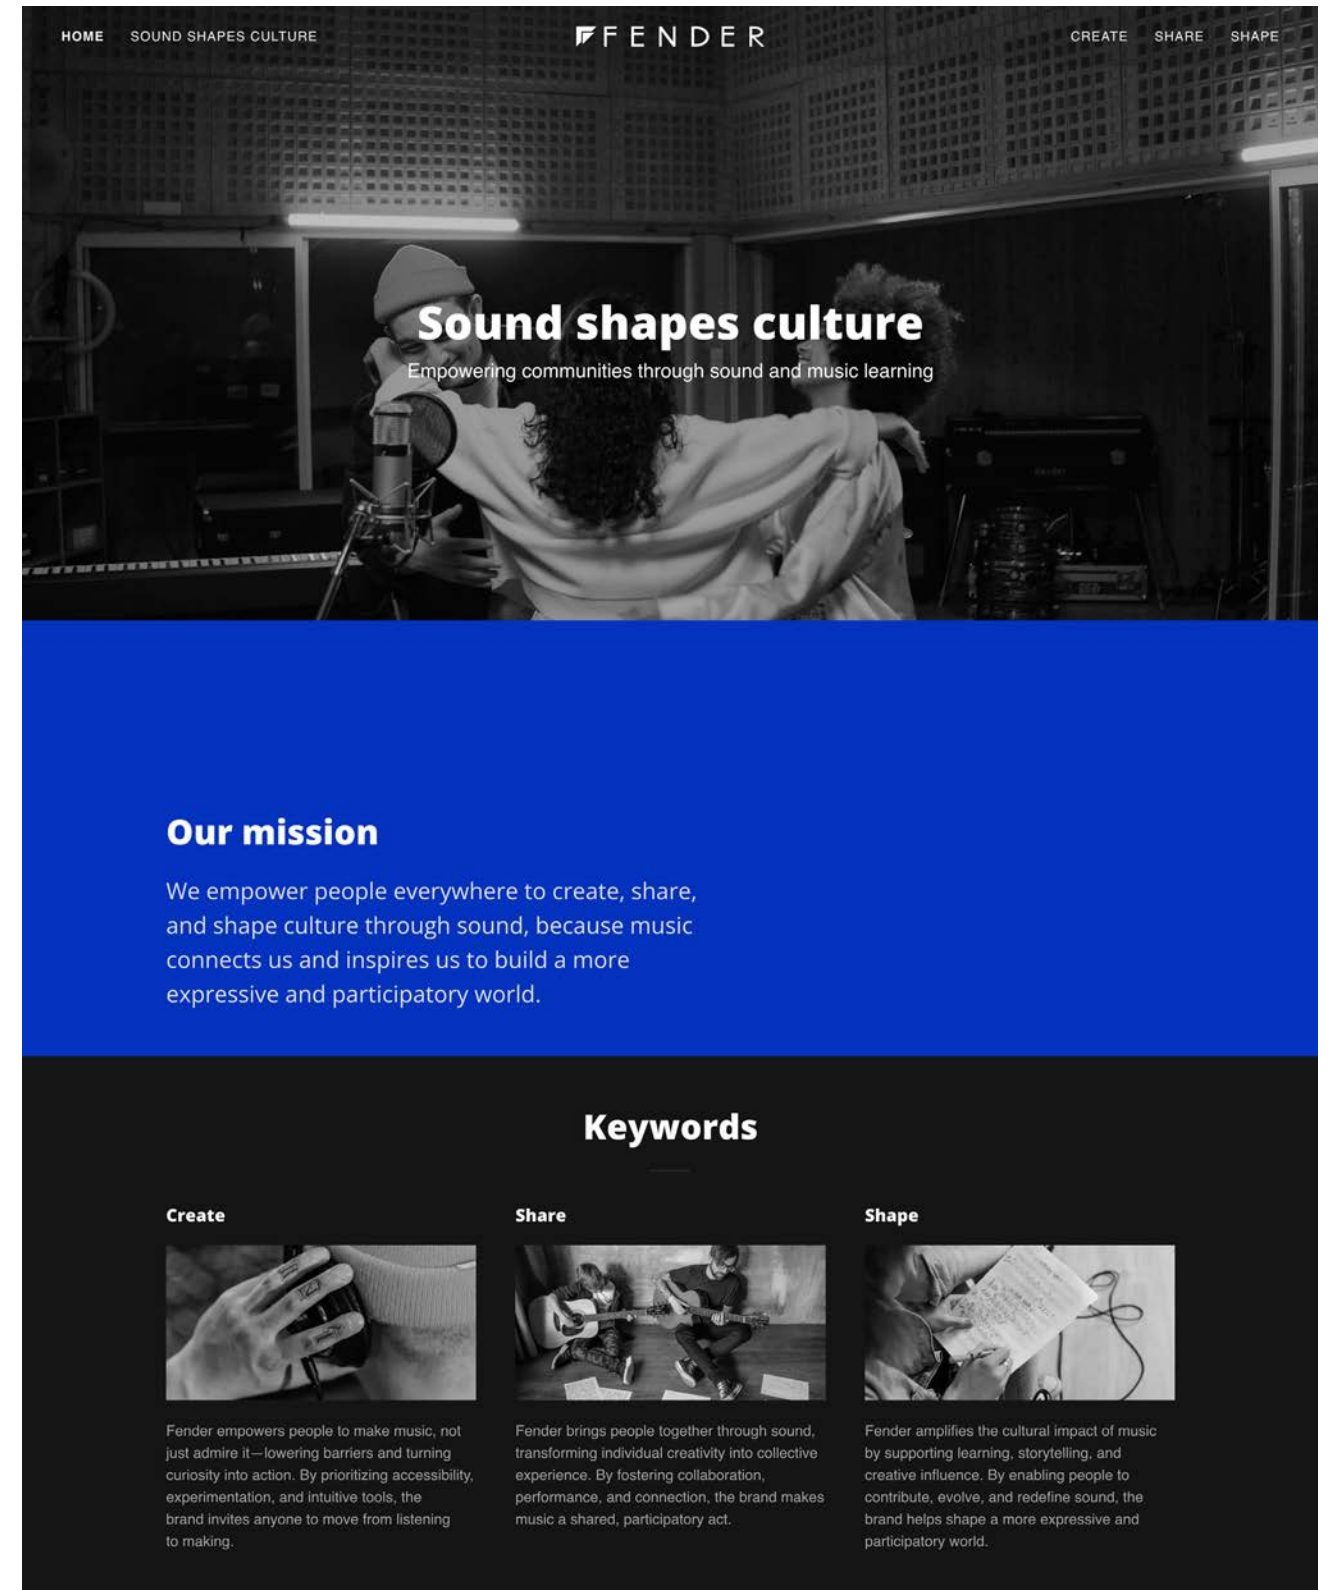 HOME SOUND SHAPES CULTURE FENDER CREATE SHARE SHAPE
Sound shapes culture
Empowering communities through sound and music learning
Our mission
We empower people everywhere to create, share,
and shape culture through sound, because music
connects us and inspires us to build a more
expressive and participatory world.
Keywords
Create
Fender empowers people to make music, not
just admire it—lowering barriers and turning
curiosity into action. By prioritizing accessibility,
experimentation, and intuitive tools, the
brand invites anyone to move from listening
to making.
Share
Fender brings people together through sound,
transforming individual creativity into collective
experience. By fostering collaboration,
performance, and connection, the brand makes
music a shared, participatory act.
Shape
Fender amplifies the cultural impact of music
by supporting learning, storytelling, and
creative influence. By enabling people to
contribute, evolve, and redefine sound, the
brand helps shape a more expressive and
participatory world.